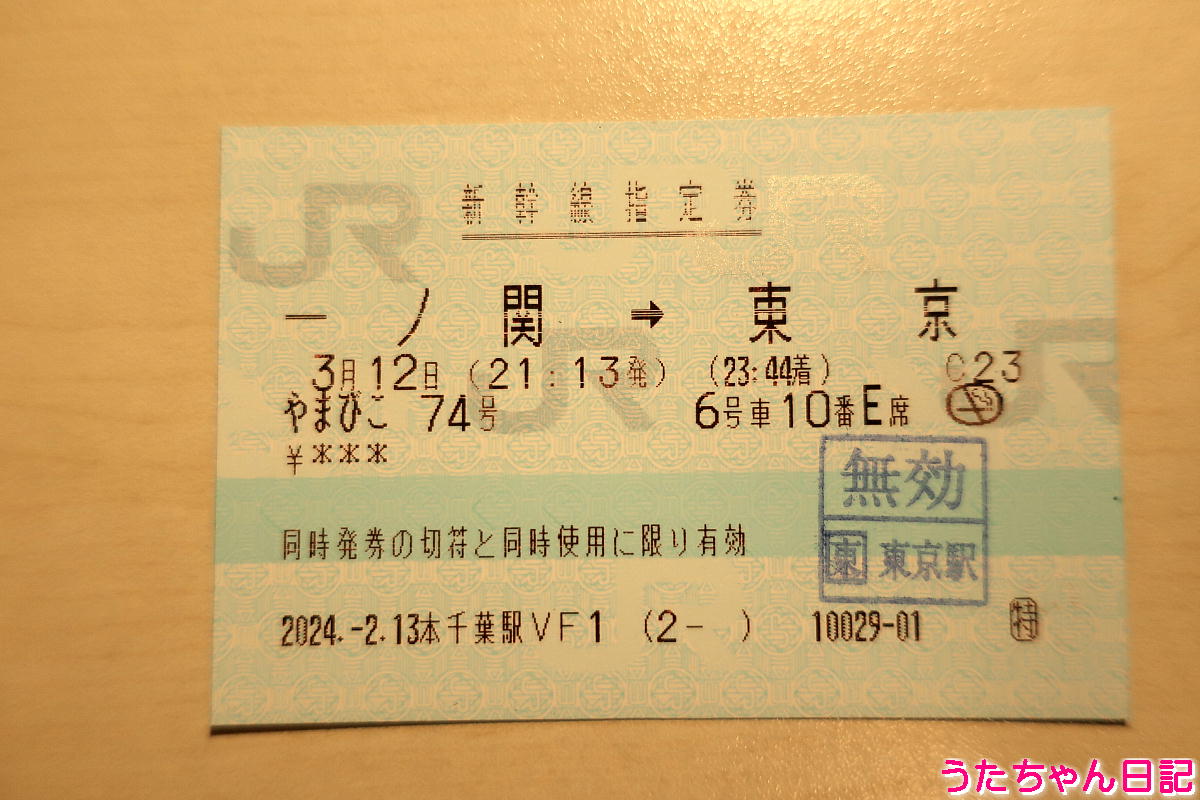 JR
新幹線指定券
一ノ関 ➡ 東京
3月12日 (21:13発) (23:44着) C23
やまびこ 74号 6号車10番E席
¥***
無効
同時発券の切符と同時使用に限り有効
東 東京駅
2024.-2.13本千葉駅VF1 (2- ) 10029-01 特
うたちゃん日記